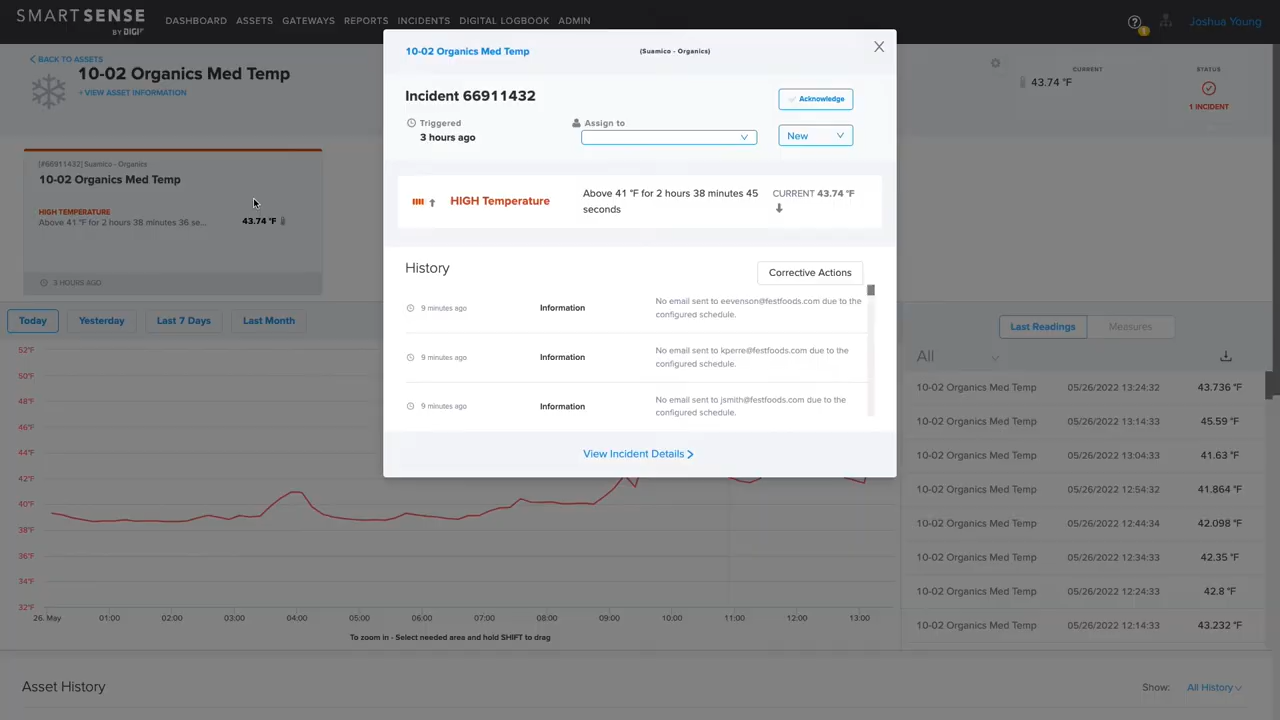 SMARTSENSE
BY DIGI
DASHBOARD ASSETS GATEWAYS REPORTS INCIDENTS DIGITAL LOGBOOK ADMIN
1
Joshua Young
BACK TO ASSETS
10-02 Organics Med Temp
+ VIEW ASSET INFORMATION
CURRENT
43.74 °F
STATUS
1 INCIDENT
[#66911432] Suamico - Organics
10-02 Organics Med Temp
HIGH TEMPERATURE
Above 41 °F for 2 hours 38 minutes 36 se...
43.74 °F
3 HOURS AGO
10-02 Organics Med Temp
(Suamico - Organics)
Incident 66911432
Acknowledge
Triggered
3 hours ago
Assign to
New
HIGH Temperature
Above 41 °F for 2 hours 38 minutes 45
seconds
CURRENT 43.74 °F
History
Corrective Actions
9 minutes ago
Information
No email sent to eevenson@festfoods.com due to the
configured schedule.
9 minutes ago
Information
No email sent to kperre@festfoods.com due to the
configured schedule.
9 minutes ago
Information
No email sent to jsmith@festfoods.com due to the
configured schedule.
View Incident Details
Today
Yesterday
Last 7 Days
Last Month
52°F
50°F
48°F
46°F
44°F
42°F
40°F
38°F
36°F
34°F
32°F
26. May 01:00 02:00 03:00 04:00 05:00 06:00 07:00 08:00 09:00 10:00 11:00 12:00 13:00
To zoom in - Select needed area and hold SHIFT to drag
Last Readings
Measures
All
10-02 Organics Med Temp 05/26/2022 13:24:32 43.736 °F
10-02 Organics Med Temp 05/26/2022 13:14:33 45.59 °F
10-02 Organics Med Temp 05/26/2022 13:04:33 41.63 °F
10-02 Organics Med Temp 05/26/2022 12:54:32 41.864 °F
10-02 Organics Med Temp 05/26/2022 12:44:34 42.098 °F
10-02 Organics Med Temp 05/26/2022 12:34:33 42.35 °F
10-02 Organics Med Temp 05/26/2022 12:24:33 42.8 °F
10-02 Organics Med Temp 05/26/2022 12:14:33 43.232 °F
Asset History
Show: All History